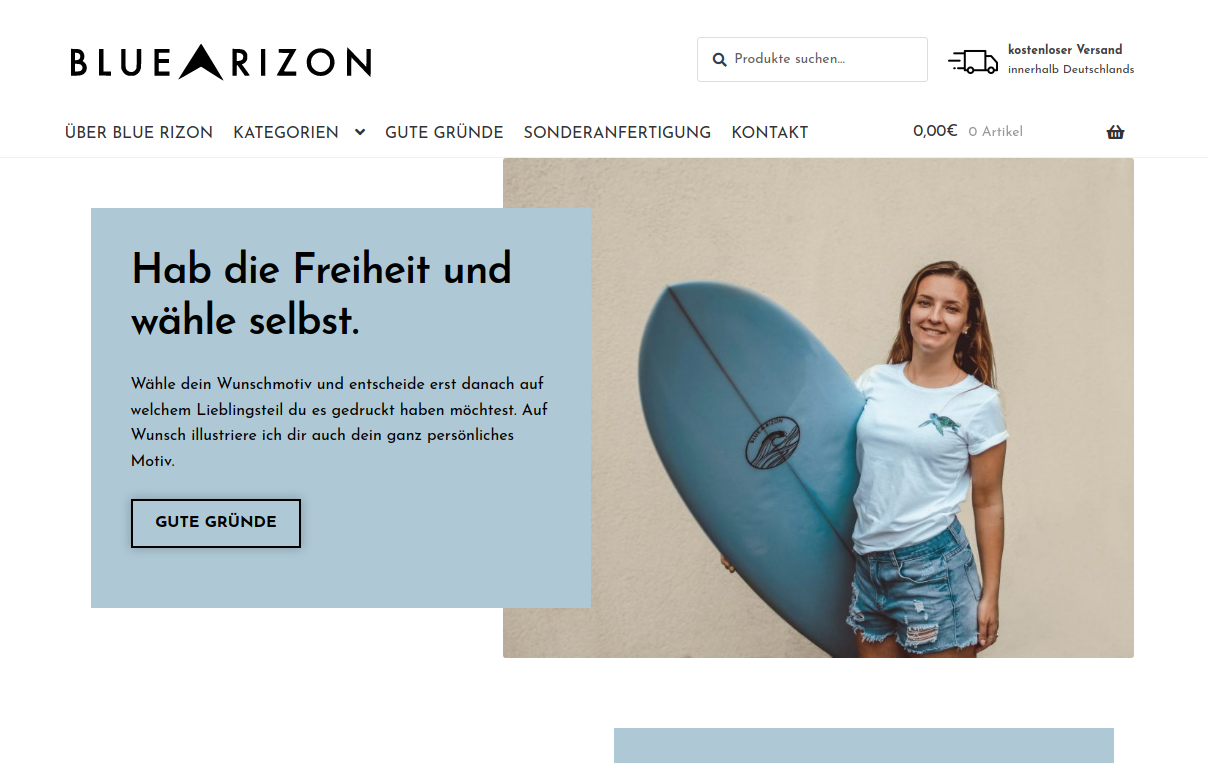 BLUE RIZON
Produkte suchen…
kostenloser Versand
innerhalb Deutschlands
ÜBER BLUE RIZON
KATEGORIEN
GUTE GRÜNDE
SONDERANFERTIGUNG
KONTAKT
0,00€ 0 Artikel
Hab die Freiheit und
wähle selbst.
Wähle dein Wunschmotiv und entscheide erst danach auf
welchem Lieblingsteil du es gedruckt haben möchtest. Auf
Wunsch illustriere ich dir auch dein ganz persönliches
Motiv.
GUTE GRÜNDE
BLUE RIZON